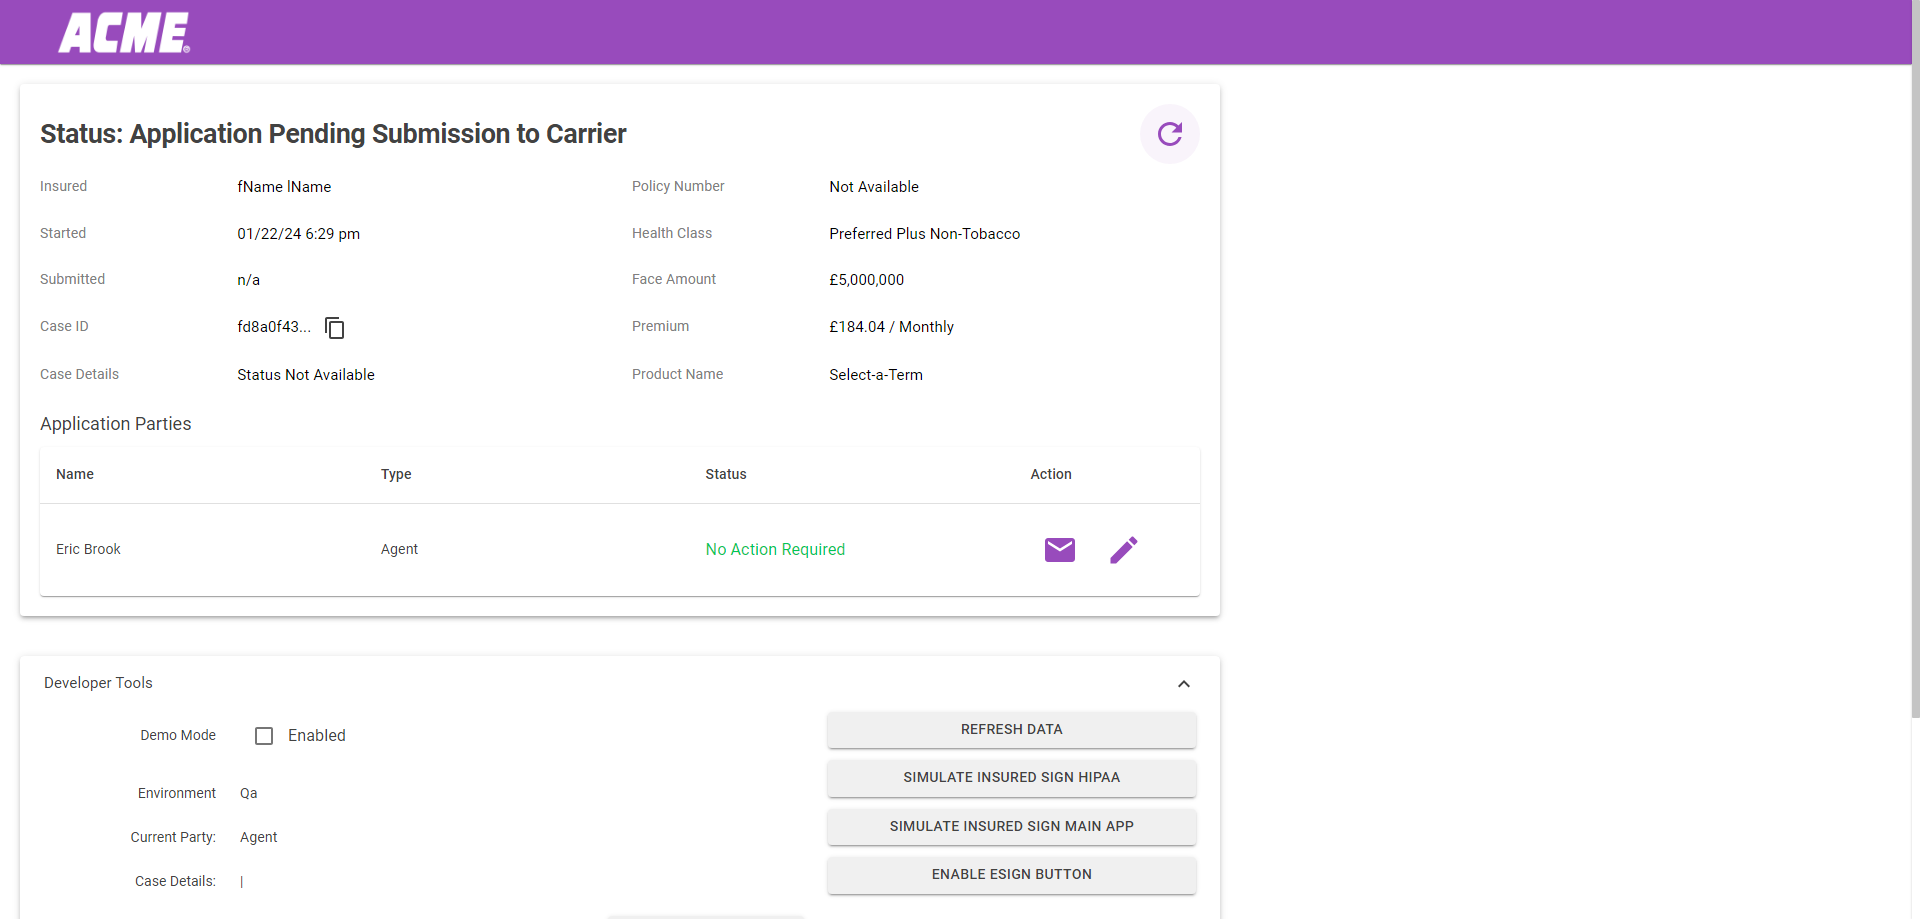 ACME®
Status: Application Pending Submission to Carrier
Insured fName lName Policy Number Not Available
Started 01/22/24 6:29 pm Health Class Preferred Plus Non-Tobacco
Submitted n/a Face Amount £5,000,000
Case ID fd8a0f43... Premium £184.04 / Monthly
Case Details Status Not Available Product Name Select-a-Term
Application Parties
Name Type Status Action
Eric Brook Agent No Action Required
Developer Tools
Demo Mode Enabled REFRESH DATA
SIMULATE INSURED SIGN HIPAA
Environment Qa
SIMULATE INSURED SIGN MAIN APP
Current Party: Agent
ENABLE ESIGN BUTTON
Case Details: |